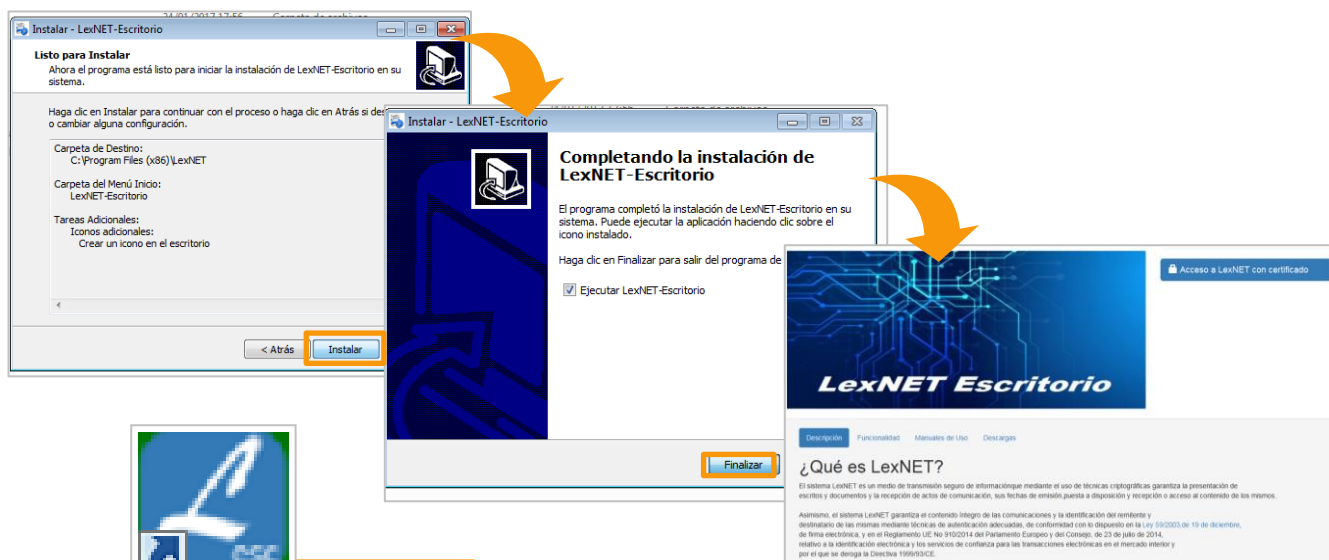 24/01/2017 17:56 Carpeta de archivos
Instalar - LexNET-Escritorio
Listo para Instalar
Ahora el programa está listo para iniciar la instalación de LexNET-Escritorio en su
sistema.
Haga clic en Instalar para continuar con el proceso o haga clic en Atrás si
o cambiar alguna configuración.
Carpeta de Destino:
C:\Program Files (x86)\LexNET
Carpeta del Menú Inicio:
LexNET-Escritorio
Tareas Adicionales:
Iconos adicionales:
Crear un icono en el escritorio
< Atrás
Instalar
Instalar - LexNET-Escritorio
Completando la instalación de
LexNET-Escritorio
El programa completó la instalación de LexNET-Escritorio en su
sistema. Puede ejecutar la aplicación haciendo clic sobre el
icono instalado.
Haga clic en Finalizar para salir del programa de
Ejecutar LexNET-Escritorio
Finalizar
Acceso a LexNET con certificado
LexNET Escritorio
Descripción Funcionalidad Manuales de Uso Descargas
¿Qué es LexNET?
El sistema LexNET es un medio de transmisión seguro de informaciónque mediante el uso de técnicas criptográficas garantiza la presentación de
escritos y documentos y la recepción de actos de comunicación, sus fechas de emisión,puesta a disposición y recepción o acceso al contenido de los mismos.
Asimismo, el sistema LexNET garantiza el contenido íntegro de las comunicaciones y la identificación del remitente y
destinatario de las mismas mediante técnicas de autenticación adecuadas, de conformidad con lo dispuesto en la Ley 59/2003,de 19 de diciembre,
de firma electrónica, y en el Reglamento UE No 910/2014 del Parlamento Europeo y del Consejo, de 23 de julio de 2014,
relativo a la identificación electrónica y los servicios de confianza para las transacciones electrónicas en el mercado interior y
por el que se deroga la Directiva 1999/93/CE.
L
esc